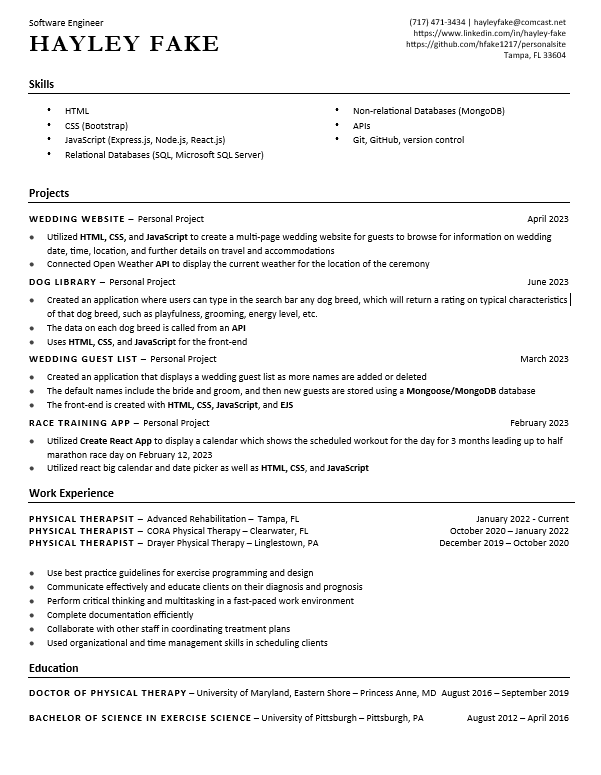 Software Engineer
HAYLEY FAKE
(717) 471-3434 | hayleyfake@comcast.net
https://www.linkedin.com/in/hayley-fake
https://github.com/hfake1217/personalsite
Tampa, FL 33604
Skills
• HTML
• CSS (Bootstrap)
• JavaScript (Express.js, Node.js, React.js)
• Relational Databases (SQL, Microsoft SQL Server)
• Non-relational Databases (MongoDB)
• APIs
• Git, GitHub, version control
Projects
WEDDING WEBSITE – Personal Project April 2023
• Utilized HTML, CSS, and JavaScript to create a multi-page wedding website for guests to browse for information on wedding
date, time, location, and further details on travel and accommodations
• Connected Open Weather API to display the current weather for the location of the ceremony
DOG LIBRARY – Personal Project June 2023
• Created an application where users can type in the search bar any dog breed, which will return a rating on typical characteristics
of that dog breed, such as playfulness, grooming, energy level, etc.
• The data on each dog breed is called from an API
• Uses HTML, CSS, and JavaScript for the front-end
WEDDING GUEST LIST – Personal Project March 2023
• Created an application that displays a wedding guest list as more names are added or deleted
• The default names include the bride and groom, and then new guests are stored using a Mongoose/MongoDB database
• The front-end is created with HTML, CSS, JavaScript, and EJS
RACE TRAINING APP – Personal Project February 2023
• Utilized Create React App to display a calendar which shows the scheduled workout for the day for 3 months leading up to half
marathon race day on February 12, 2023
• Utilized react big calendar and date picker as well as HTML, CSS, and JavaScript
Work Experience
PHYSICAL THERAPSIT – Advanced Rehabilitation – Tampa, FL January 2022 - Current
PHYSICAL THERAPIST – CORA Physical Therapy – Clearwater, FL October 2020 – January 2022
PHYSICAL THERAPIST – Drayer Physical Therapy – Linglestown, PA December 2019 – October 2020
• Use best practice guidelines for exercise programming and design
• Communicate effectively and educate clients on their diagnosis and prognosis
• Perform critical thinking and multitasking in a fast-paced work environment
• Complete documentation efficiently
• Collaborate with other staff in coordinating treatment plans
• Used organizational and time management skills in scheduling clients
Education
DOCTOR OF PHYSICAL THERAPY – University of Maryland, Eastern Shore – Princess Anne, MD August 2016 – September 2019
BACHELOR OF SCIENCE IN EXERCISE SCIENCE – University of Pittsburgh – Pittsburgh, PA August 2012 – April 2016